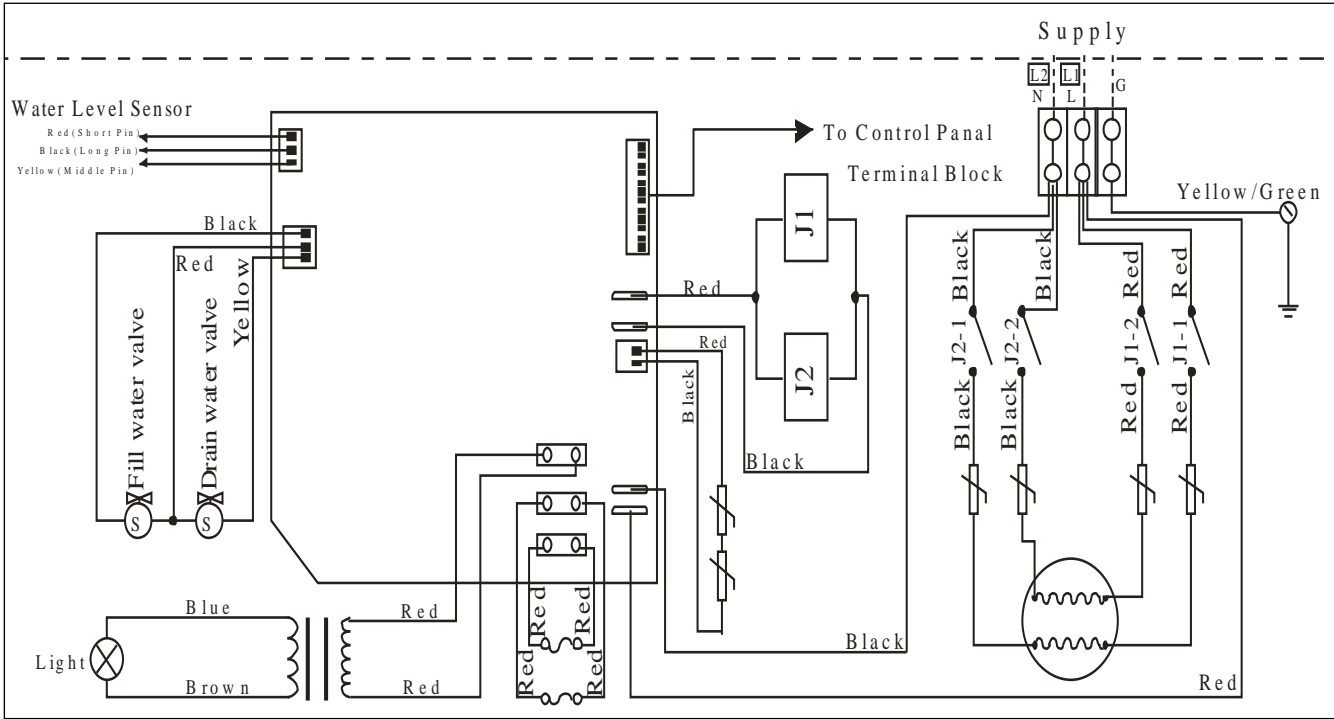 Supply
L2
L1
N
L
G
Water Level Sensor
Red(Short Pin)
Black(Long Pin)
Yellow(Middle Pin)
To Control Panal
Terminal Block
Yellow/Green
Black
Red
Yellow
Fill water valve
Drain water valve
S
S
J1
J2
Red
Red
Black
Black
Black
Black
Red
Red
J2-1
J2-2
J1-2
J1-1
Black
Black
Red
Red
Light
Blue
Brown
Red
Red
Red
Red
Red
Red
Black
Red